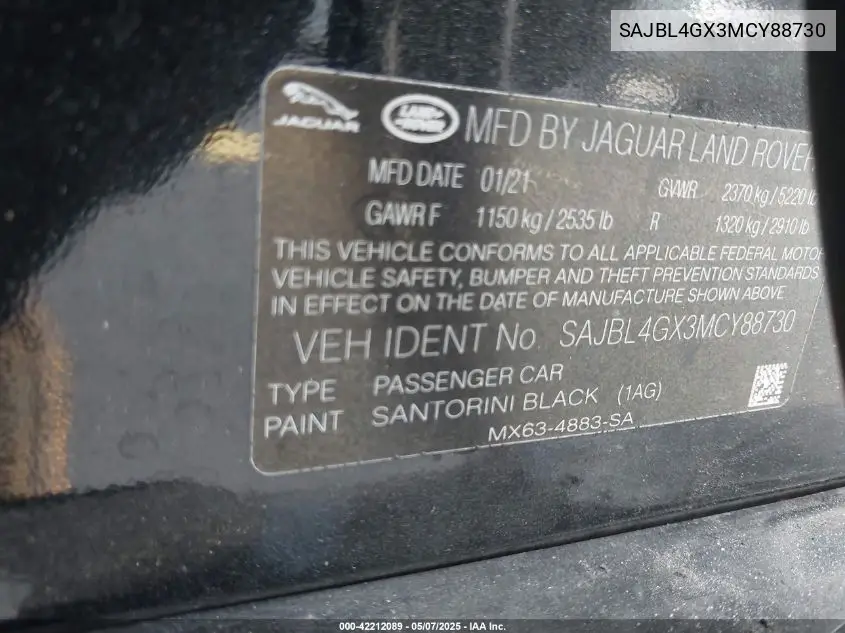 SAJBL4GX3MCY88730
JAGUAR LAND ROVER MFD BY JAGUAR LAND ROVER
MFD DATE 01/21 GVWR 2370 kg / 5220 lb
GAWR F 1150 kg / 2535 lb R 1320 kg / 2910 lb
THIS VEHICLE CONFORMS TO ALL APPLICABLE FEDERAL MOTOR
VEHICLE SAFETY, BUMPER AND THEFT PREVENTION STANDARDS
IN EFFECT ON THE DATE OF MANUFACTURE SHOWN ABOVE
VEH IDENT No. SAJBL4GX3MCY88730
TYPE PASSENGER CAR
PAINT SANTORINI BLACK (1AG)
MX63-4883-SA
000-42212089 - 05/07/2025 - IAA Inc.